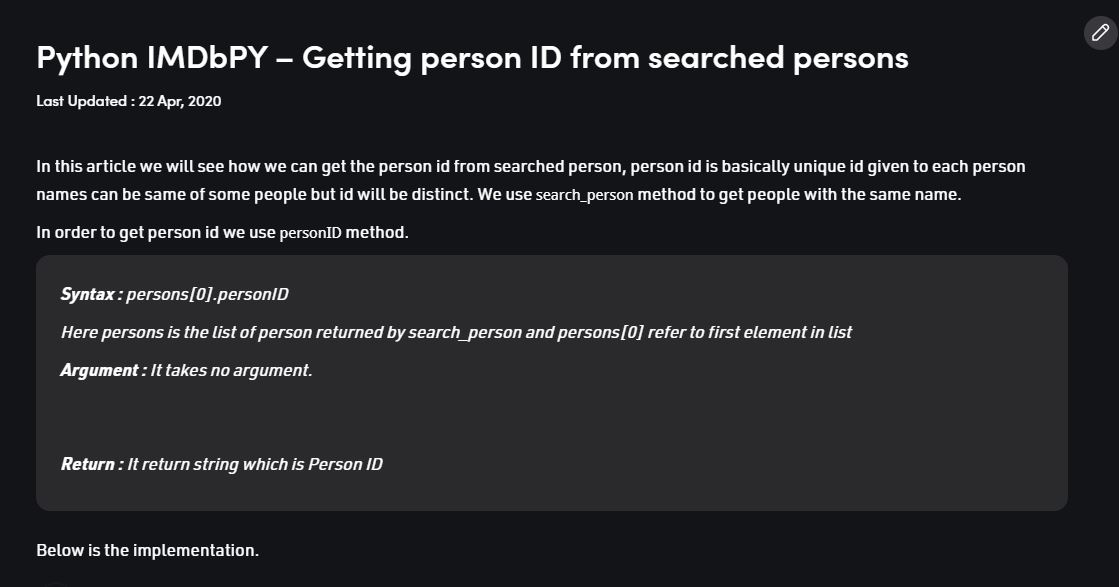 Python IMDbPY – Getting person ID from searched persons
Last Updated : 22 Apr, 2020
In this article we will see how we can get the person id from searched person, person id is basically unique id given to each person
names can be same of some people but id will be distinct. We use search_person method to get people with the same name.
In order to get person id we use personID method.
Syntax : persons[0].personID
Here persons is the list of person returned by search_person and persons[0] refer to first element in list
Argument : It takes no argument.
Return : It return string which is Person ID
Below is the implementation.